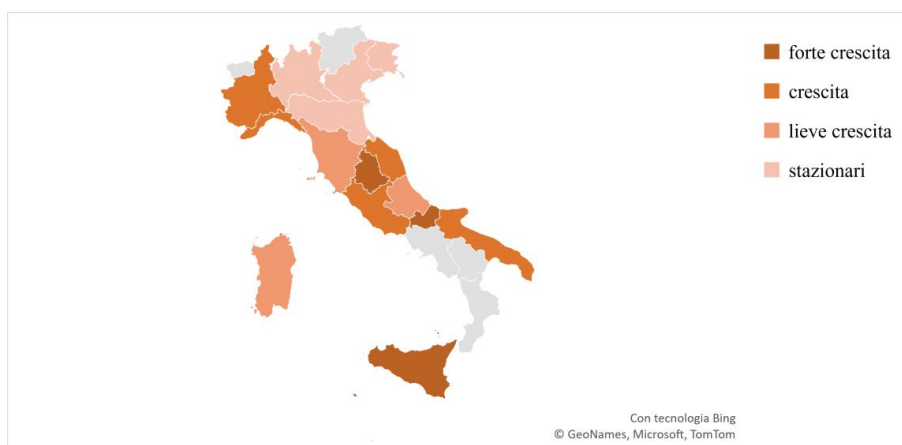 forte crescita
crescita
lieve crescita
stazionari
Con tecnologia Bing
© GeoNames, Microsoft, TomTom